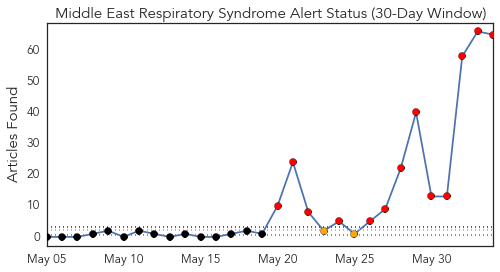 Middle East Respiratory Syndrome Alert Status (30-Day Window)
Articles Found
60
50
40
30
20
10
0
May 05 May 10 May 15 May 20 May 25 May 30